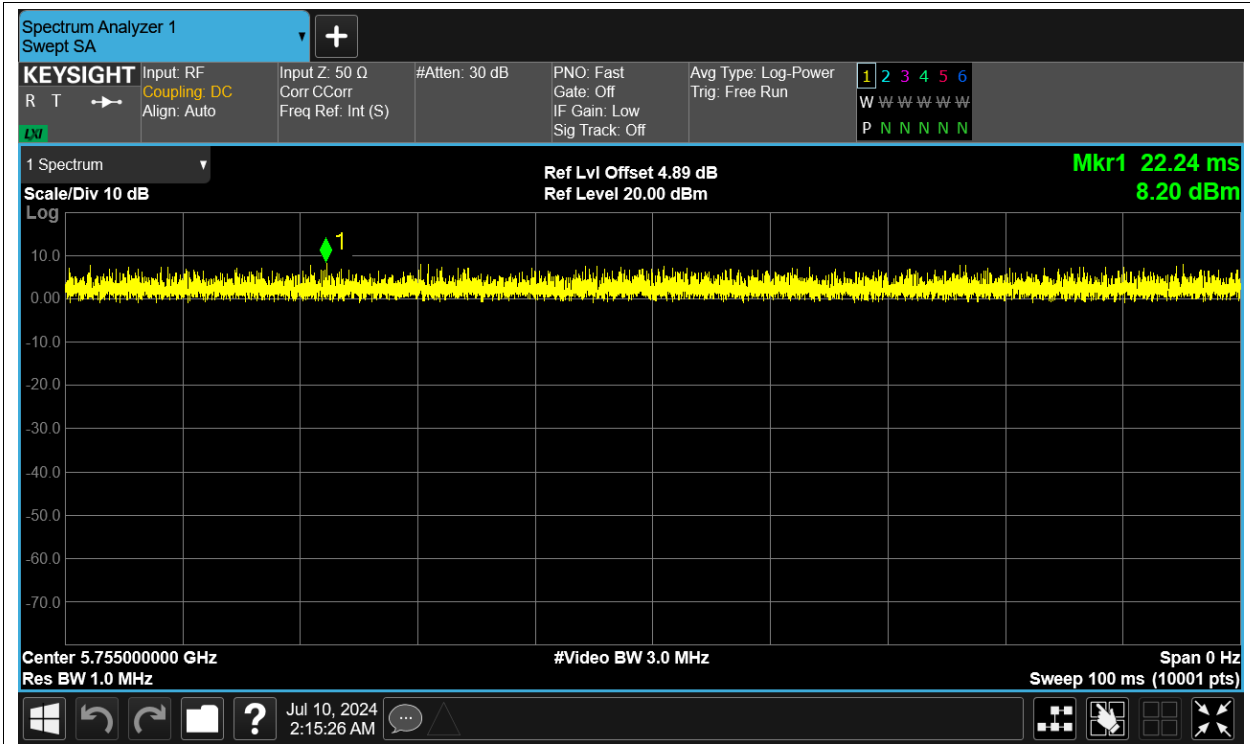 Spectrum Analyzer 1
Swept SA
KEYSIGHT
R T
LXI
Input: RF
Coupling: DC
Align: Auto
Input Z: 50 Ω
Corr CCorr
Freq Ref: Int (S)
#Atten: 30 dB
PNO: Fast
Gate: Off
IF Gain: Low
Sig Track: Off
Avg Type: Log-Power
Trig: Free Run
1 2 3 4 5 6
W W W W W W
P N N N N N
1 Spectrum
Scale/Div 10 dB
Ref Lvl Offset 4.89 dB
Ref Level 20.00 dBm
Mkr1 22.24 ms
8.20 dBm
Log
1
10.0
0.00
-10.0
-20.0
-30.0
-40.0
-50.0
-60.0
-70.0
Center 5.755000000 GHz
#Video BW 3.0 MHz
Span 0 Hz
Res BW 1.0 MHz
Sweep 100 ms (10001 pts)
?
Jul 10, 2024
2:15:26 AM